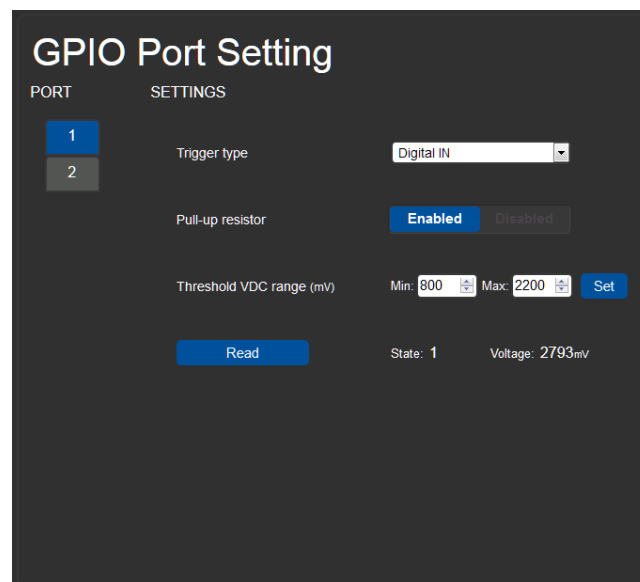 GPIO Port Setting
PORT SETTINGS
1
2
Trigger type Digital IN
Pull-up resistor Enabled Disabled
Threshold VDC range (mV) Min: 800 Max: 2200 Set
Read State: 1 Voltage: 2793mV